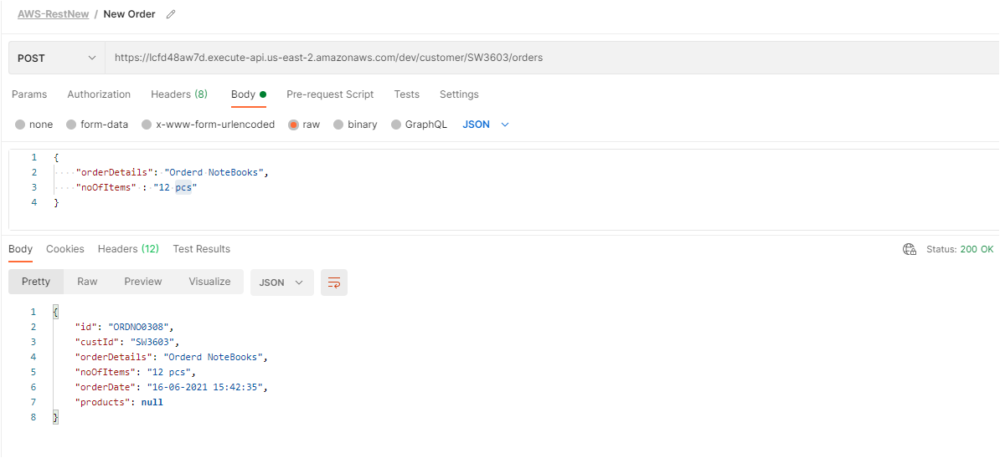 AWS-RestNew / New Order
POST https://lcfd48aw7d.execute-api.us-east-2.amazonaws.com/dev/customer/SW3603/orders
Params Authorization Headers (8) Body Pre-request Script Tests Settings
none form-data x-www-form-urlencoded raw binary GraphQL JSON
1 {
2 "orderDetails": "Orderd NoteBooks",
3 "noOfItems" : "12 pcs"
4 }
Body Cookies Headers (12) Test Results Status: 200 OK
Pretty Raw Preview Visualize JSON
1 {
2 "id": "ORDNO0308",
3 "custId": "SW3603",
4 "orderDetails": "Orderd NoteBooks",
5 "noOfItems": "12 pcs",
6 "orderDate": "16-06-2021 15:42:35",
7 "products": null
8 }